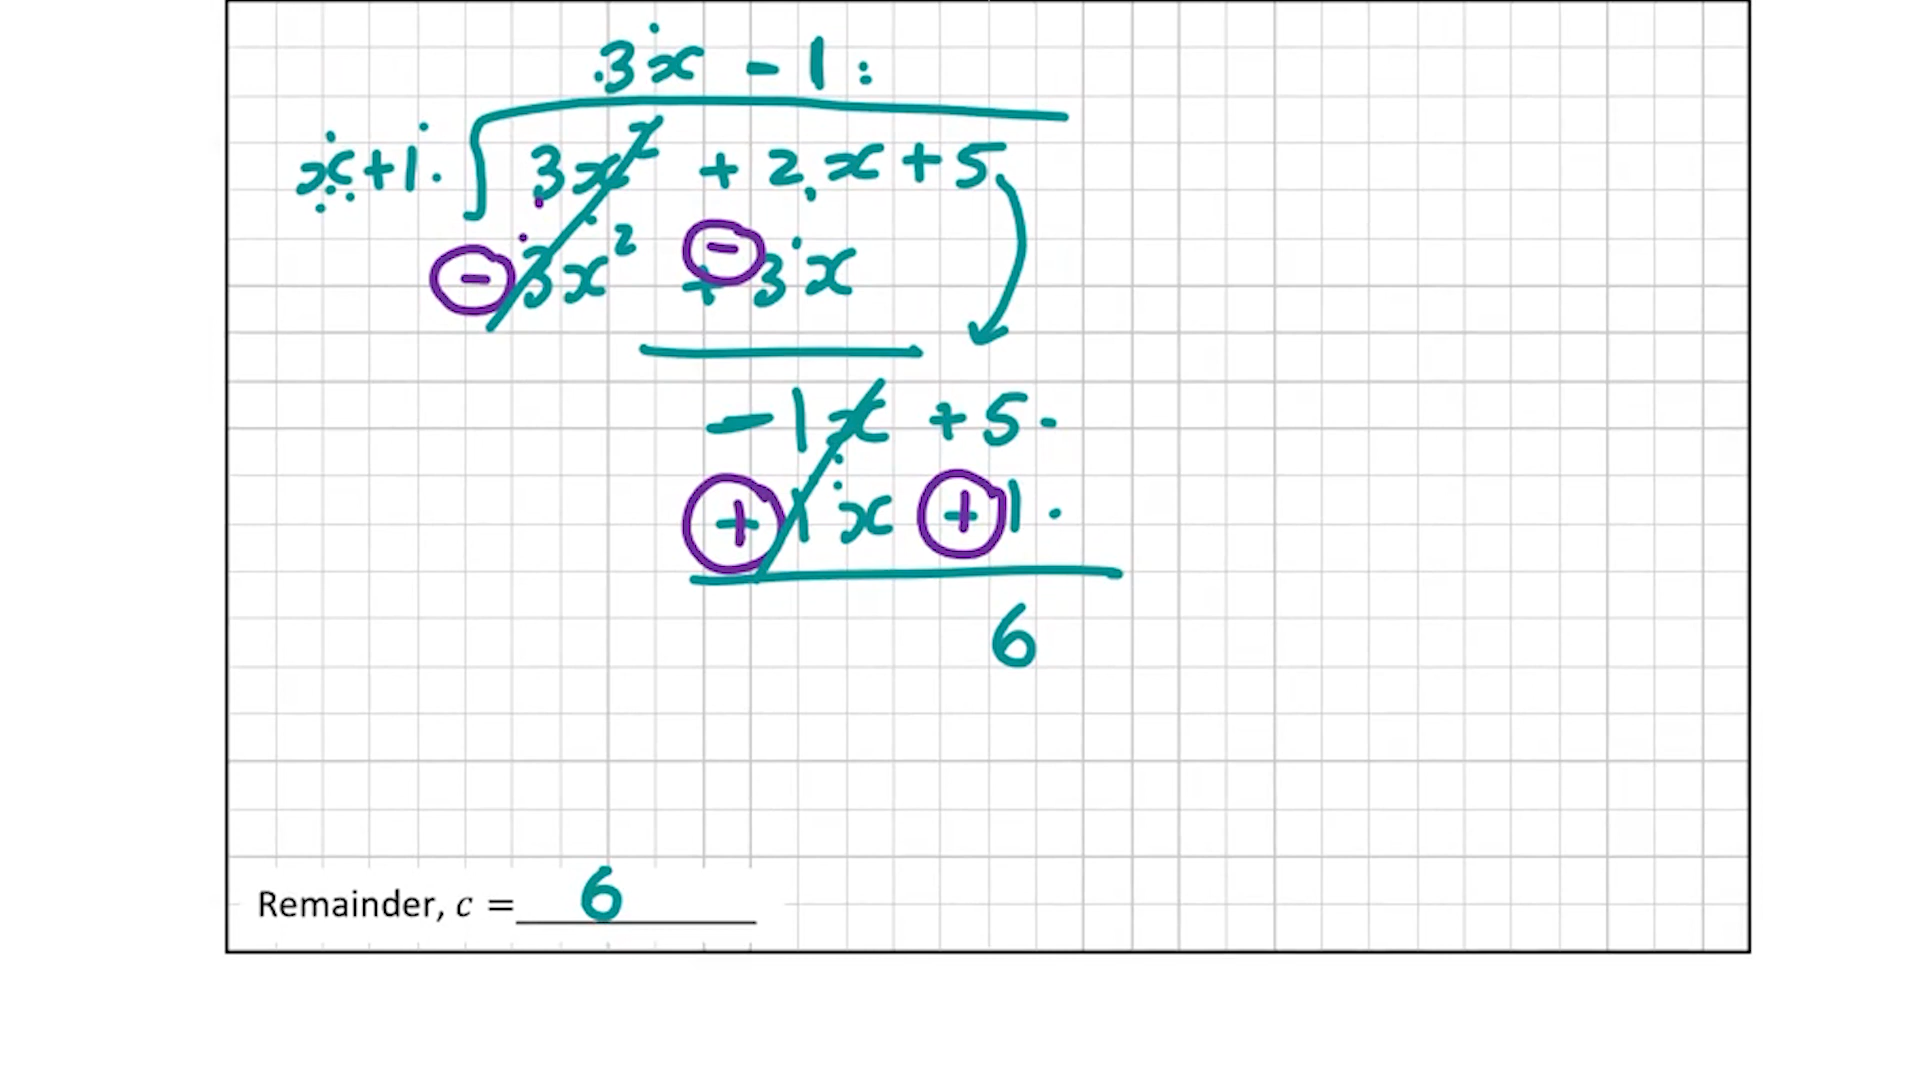 3x - 1
x+1 3x² + 2x + 5
- 3x² - 3x
-1x + 5
+ 1x + 1
6
Remainder, c = 6